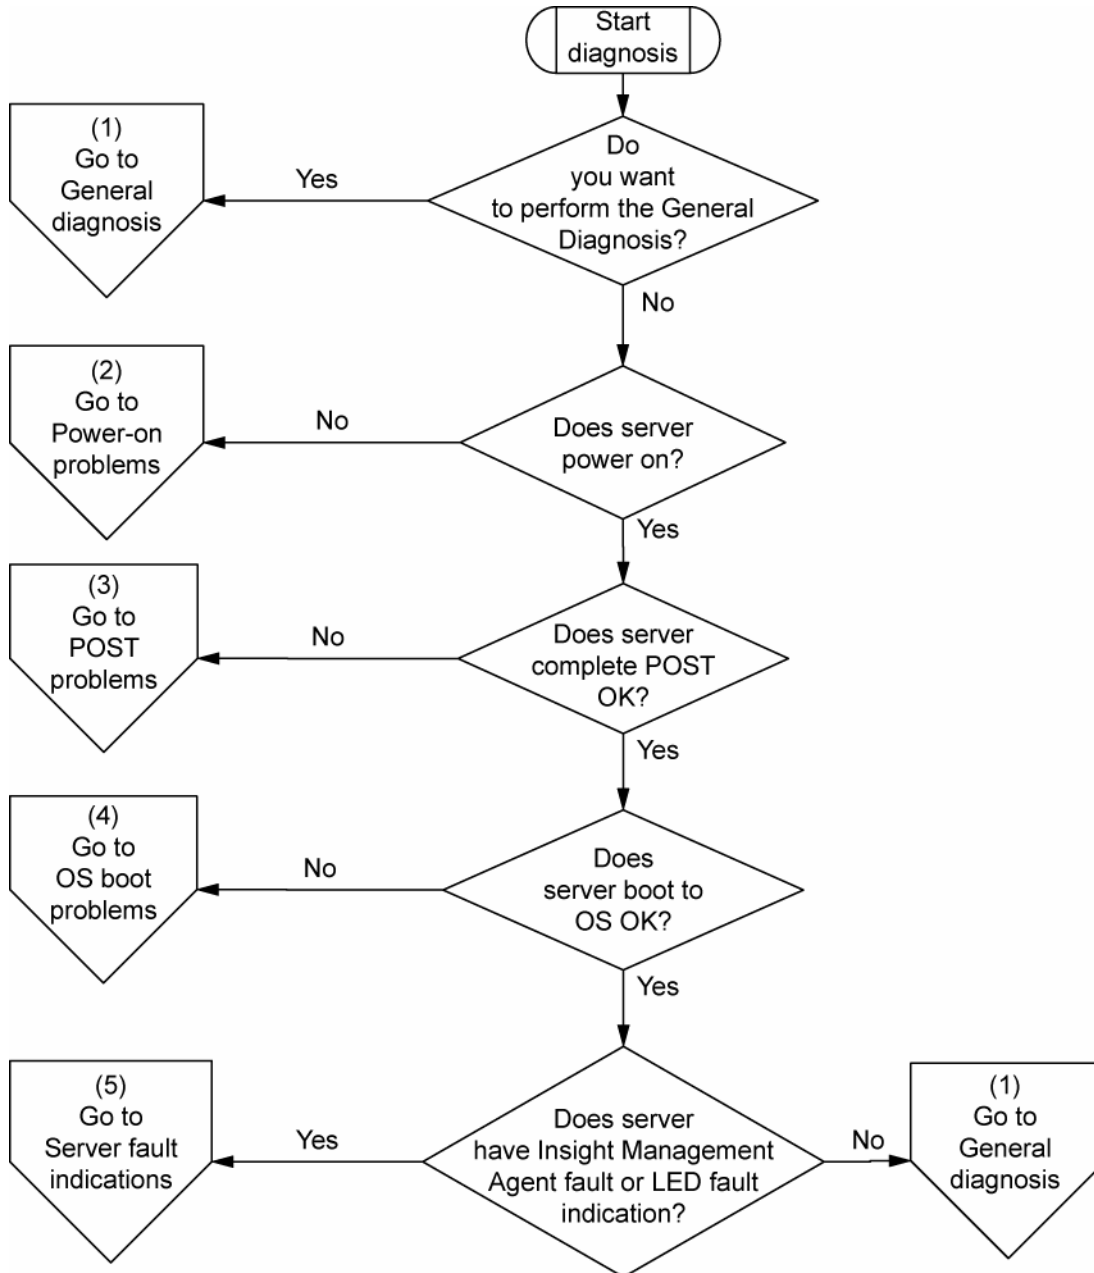 Start
diagnosis
Do
you want
to perform the General
Diagnosis?
Yes
(1)
Go to
General
diagnosis
No
Does server
power on?
No
(2)
Go to
Power-on
problems
Yes
Does server
complete POST
OK?
No
(3)
Go to
POST
problems
Yes
Does
server boot to
OS OK?
No
(4)
Go to
OS boot
problems
Yes
Does server
have Insight Management
Agent fault or LED fault
indication?
Yes
(5)
Go to
Server fault
indications
No
(1)
Go to
General
diagnosis